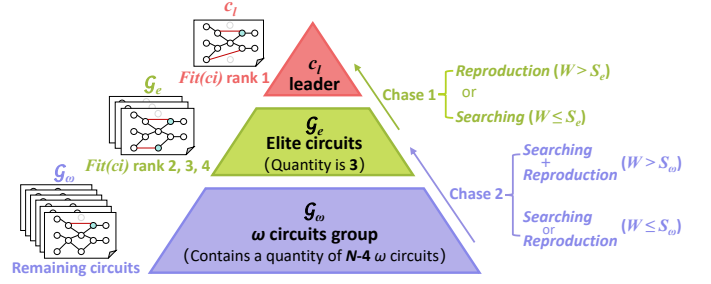 c_l
Fit(ci) rank 1
c_l
leader
Chase 1
Reproduction (W > S_e)
or
Searching (W ≤ S_e)
𝒢_e
Fit(ci) rank 2, 3, 4
𝒢_e
Elite circuits
(Quantity is 3)
Chase 2
Searching
+
Reproduction
(W > S_ω)
Searching
or
Reproduction
(W ≤ S_ω)
𝒢_ω
Remaining circuits
𝒢_ω
ω circuits group
(Contains a quantity of N-4 ω circuits)